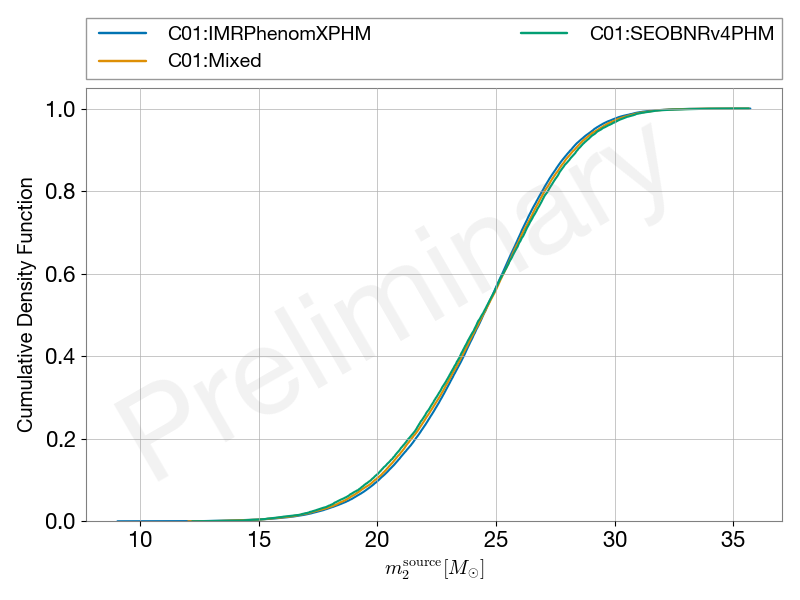 C01:IMRPhenomXPHM
C01:Mixed
C01:SEOBNRv4PHM
1.0
0.8
0.6
0.4
0.2
0.0
Cumulative Density Function
Preliminary
10 15 20 25 30 35
m₂^source [M⊙]